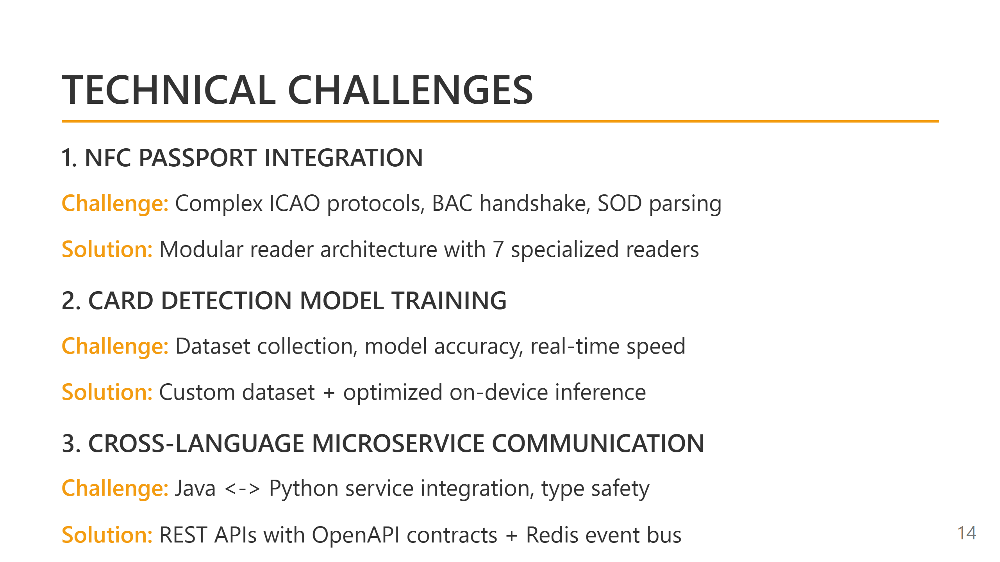 TECHNICAL CHALLENGES
1. NFC PASSPORT INTEGRATION
Challenge: Complex ICAO protocols, BAC handshake, SOD parsing
Solution: Modular reader architecture with 7 specialized readers
2. CARD DETECTION MODEL TRAINING
Challenge: Dataset collection, model accuracy, real-time speed
Solution: Custom dataset + optimized on-device inference
3. CROSS-LANGUAGE MICROSERVICE COMMUNICATION
Challenge: Java <-> Python service integration, type safety
Solution: REST APIs with OpenAPI contracts + Redis event bus
14